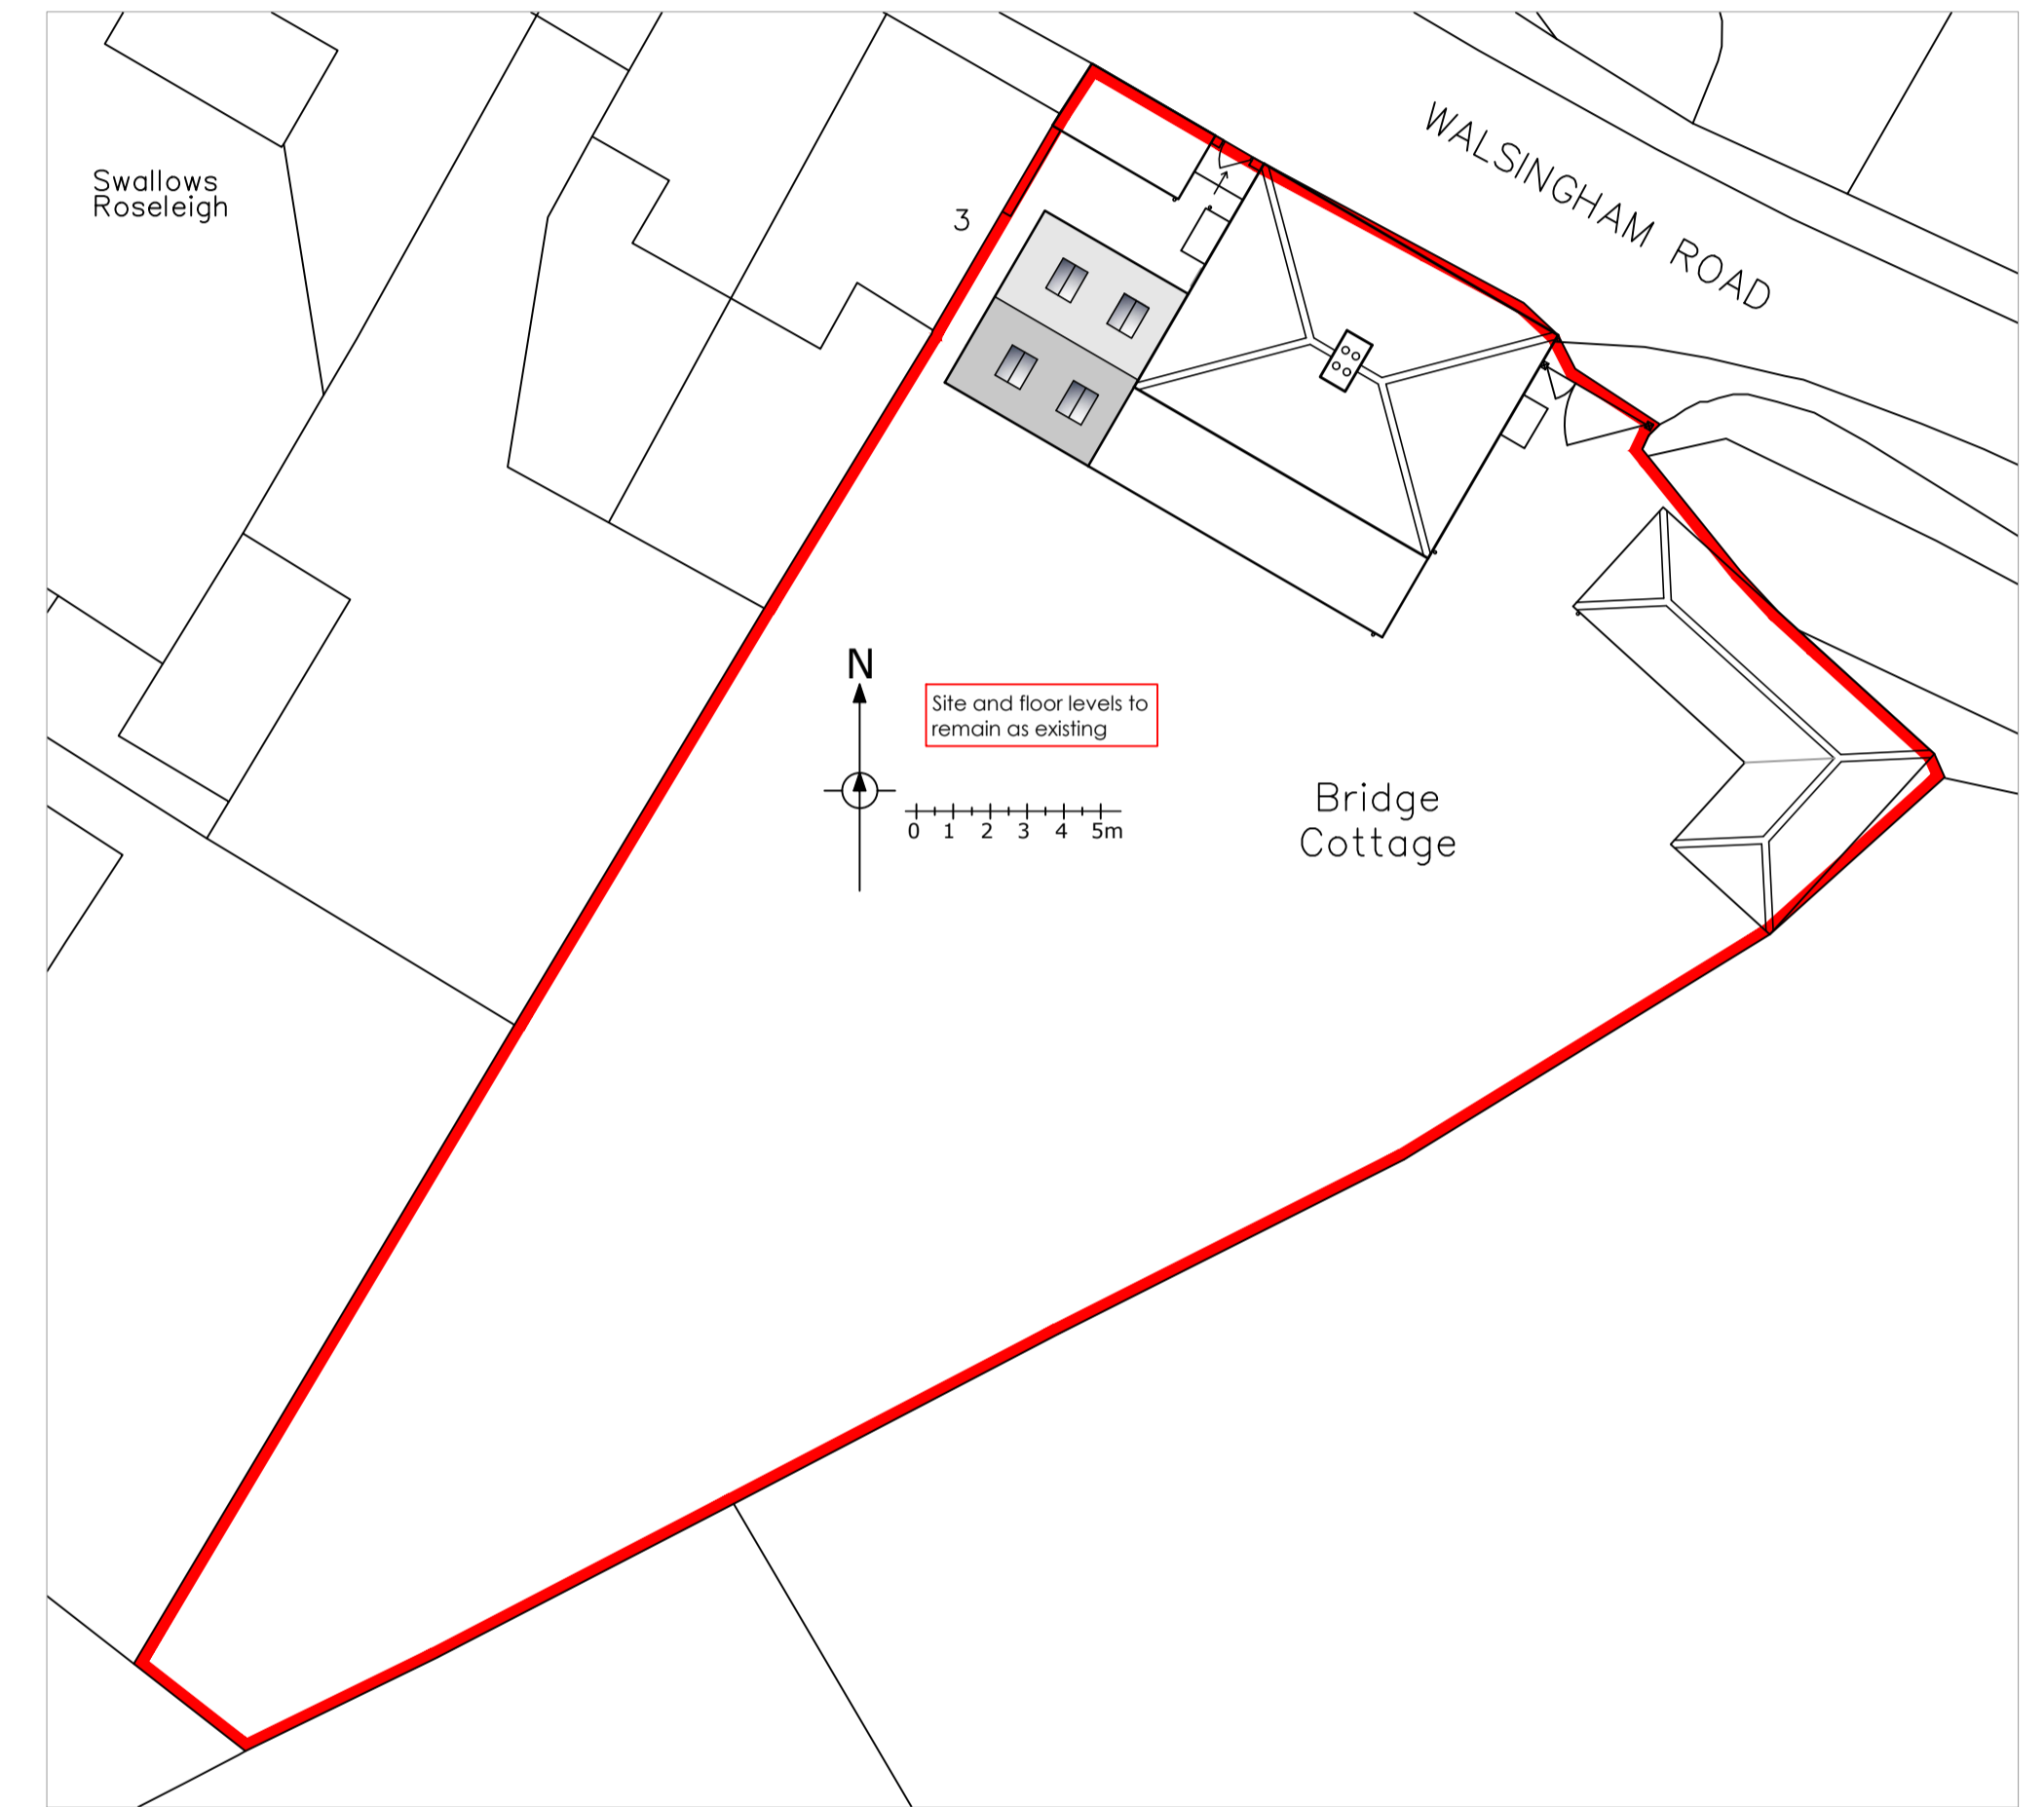 WALSINGHAM ROAD
Swallows
Roseleigh
3
N
Site and floor levels to
remain as existing
0 1 2 3 4 5m
Bridge
Cottage